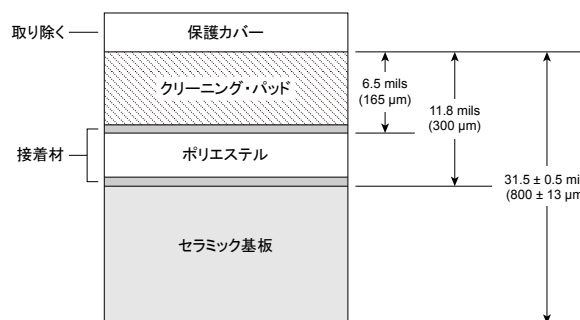 取り除く
保護カバー
クリーニング・パッド
6.5 mils
(165 µm)
11.8 mils
(300 µm)
接着材
ポリエステル
31.5 ± 0.5 mi
(800 ± 13 µm
セラミック基板